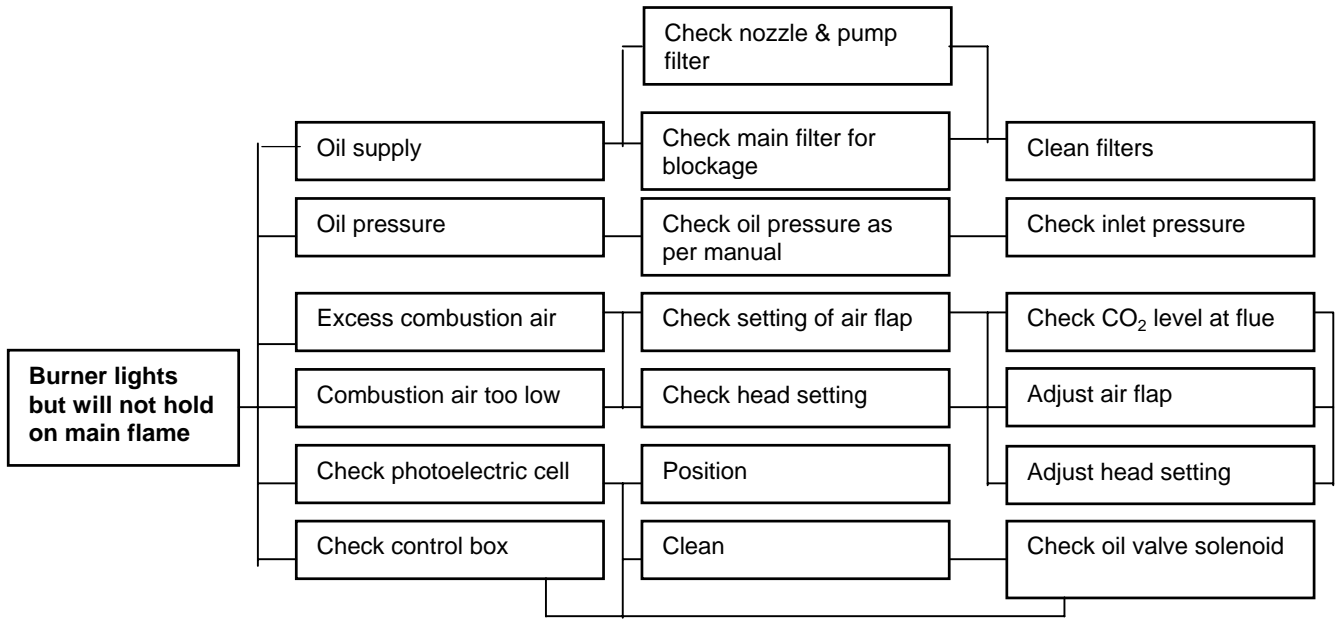 Check nozzle & pump
filter
Oil supply
Check main filter for
blockage
Clean filters
Oil pressure
Check oil pressure as
per manual
Check inlet pressure
Excess combustion air
Check setting of air flap
Check CO₂ level at flue
Burner lights
but will not hold
on main flame
Combustion air too low
Check head setting
Adjust air flap
Check photoelectric cell
Position
Adjust head setting
Check control box
Clean
Check oil valve solenoid